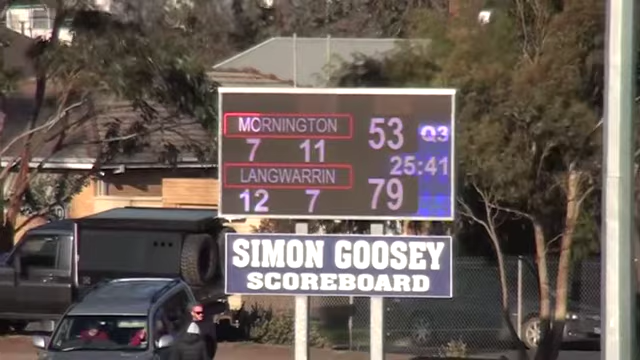 MORNINGTON 53 Q3
7 11
25:41
LANGWARRIN 79
12 7
SIMON GOOSEY
SCOREBOARD